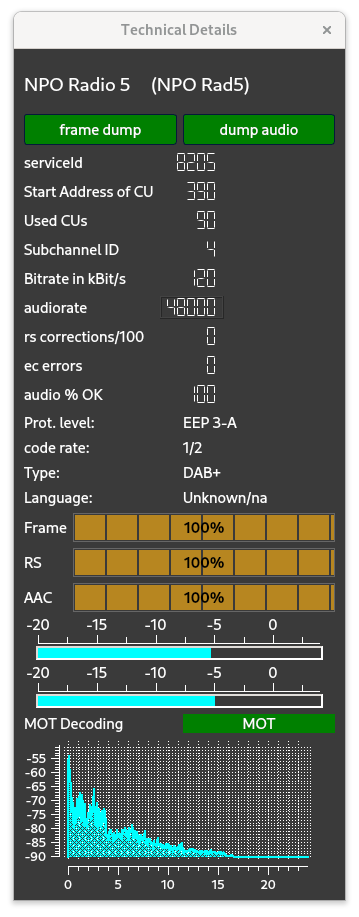 Technical Details ×
NPO Radio 5 (NPO Rad5)
frame dump dump audio
serviceId 8205
Start Address of CU 390
Used CUs 90
Subchannel ID 4
Bitrate in kBit/s 120
audiorate 48000
rs corrections/100 0
ec errors 0
audio % OK 100
Prot. level: EEP 3-A
code rate: 1/2
Type: DAB+
Language: Unknown/na
Frame 100%
RS 100%
AAC 100%
-20 -15 -10 -5 0
-20 -15 -10 -5 0
MOT Decoding MOT
-55
-60
-65
-70
-75
-80
-85
-90
0 5 10 15 20